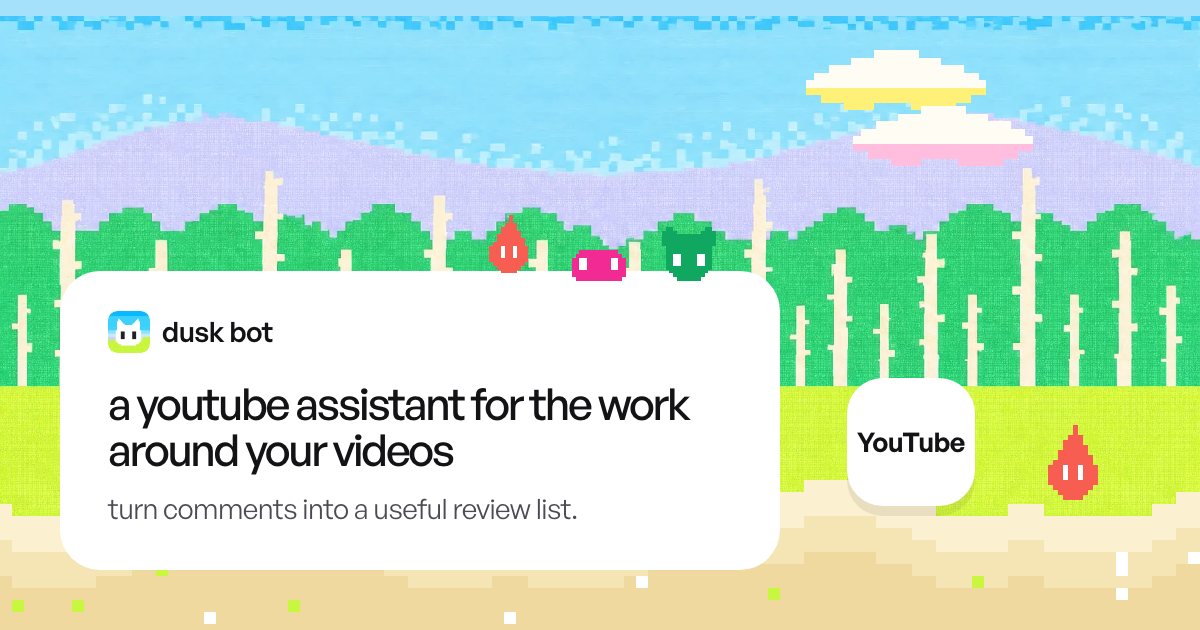 dusk bot
a youtube assistant for the work
around your videos
turn comments into a useful review list.
YouTube